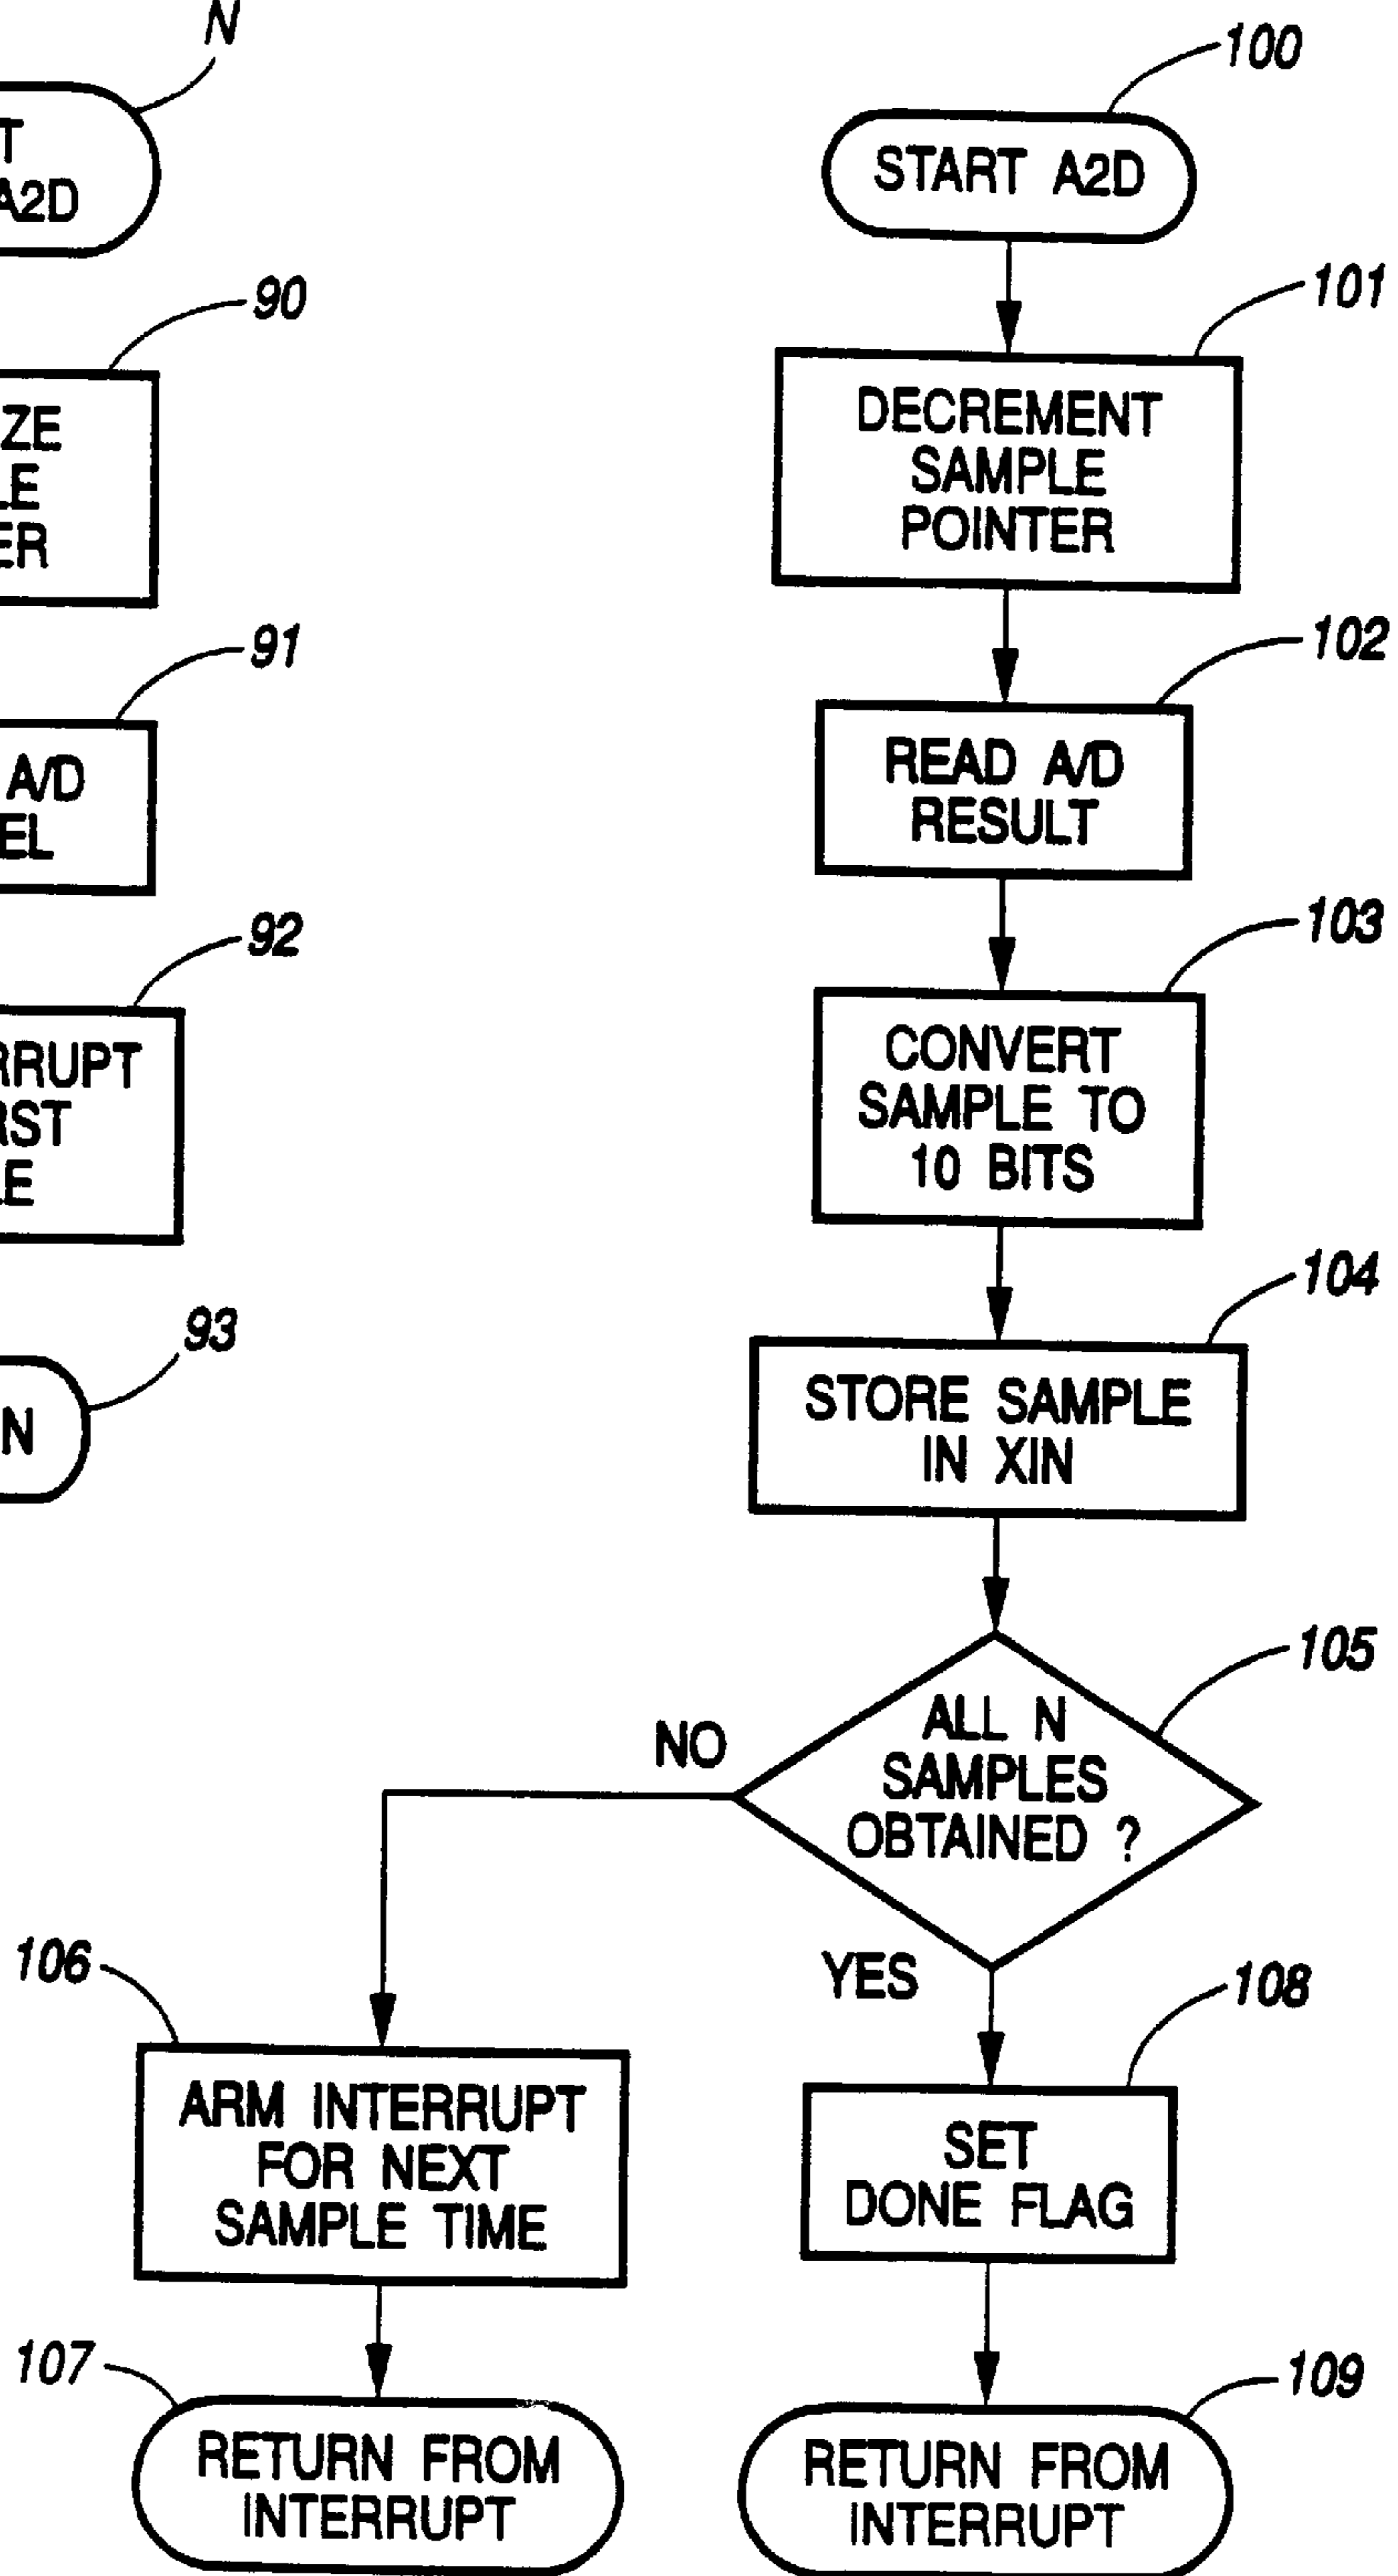 N
T
A2D
90
ZE
LE
ER
91
A/D
EL
92
RRUPT
RST
LE
93
N
100
START A2D
101
DECREMENT
SAMPLE
POINTER
102
READ A/D
RESULT
103
CONVERT
SAMPLE TO
10 BITS
104
STORE SAMPLE
IN XIN
105
ALL N
SAMPLES
OBTAINED ?
NO
YES
106
ARM INTERRUPT
FOR NEXT
SAMPLE TIME
107
RETURN FROM
INTERRUPT
108
SET
DONE FLAG
109
RETURN FROM
INTERRUPT